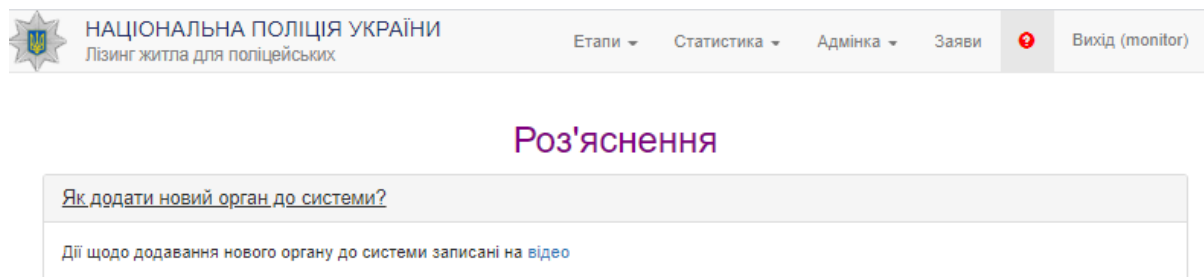 НАЦІОНАЛЬНА ПОЛІЦІЯ УКРАЇНИ
Лізинг житла для поліцейських
Етапи Статистика Адмінка Заяви ? Вихід (monitor)
Роз'яснення
Як додати новий орган до системи?
Дії щодо додавання нового органу до системи записані на відео